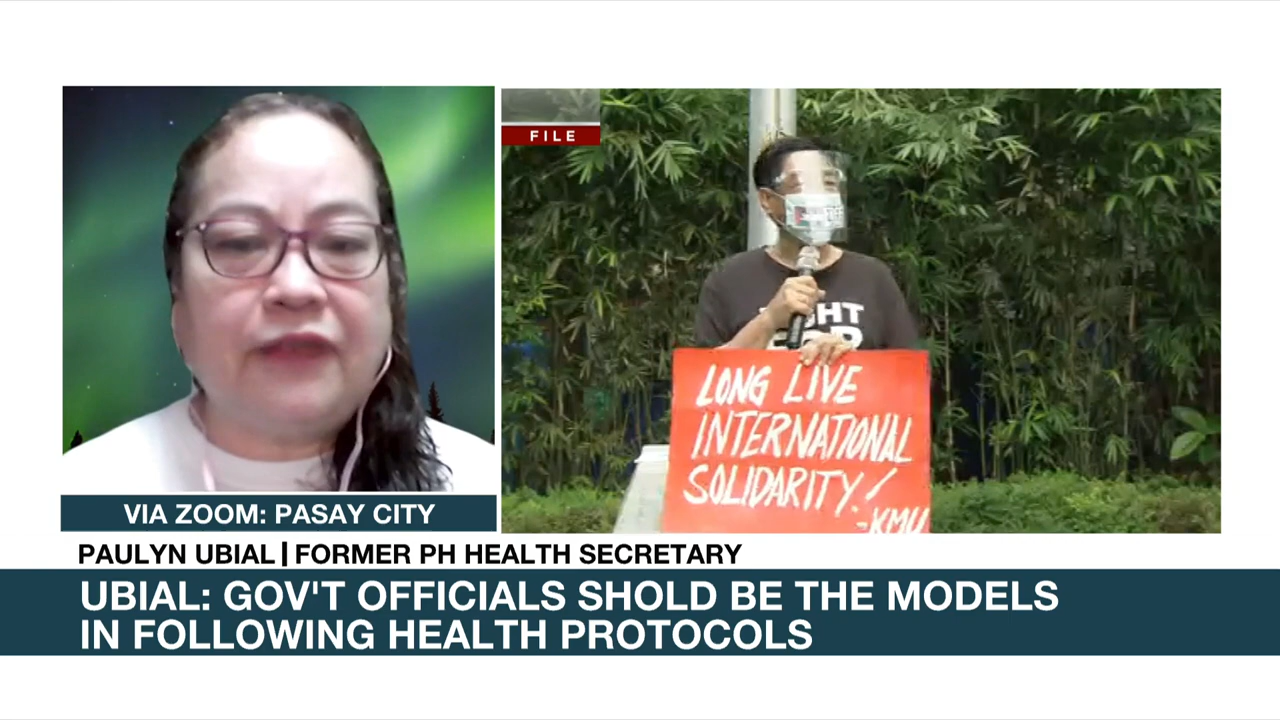 FILE
FOR
LONG LIVE
INTERNATIONAL
SOLIDARITY!
-KMU
VIA ZOOM: PASAY CITY
PAULYN UBIAL | FORMER PH HEALTH SECRETARY
UBIAL: GOV'T OFFICIALS SHOLD BE THE MODELS
IN FOLLOWING HEALTH PROTOCOLS